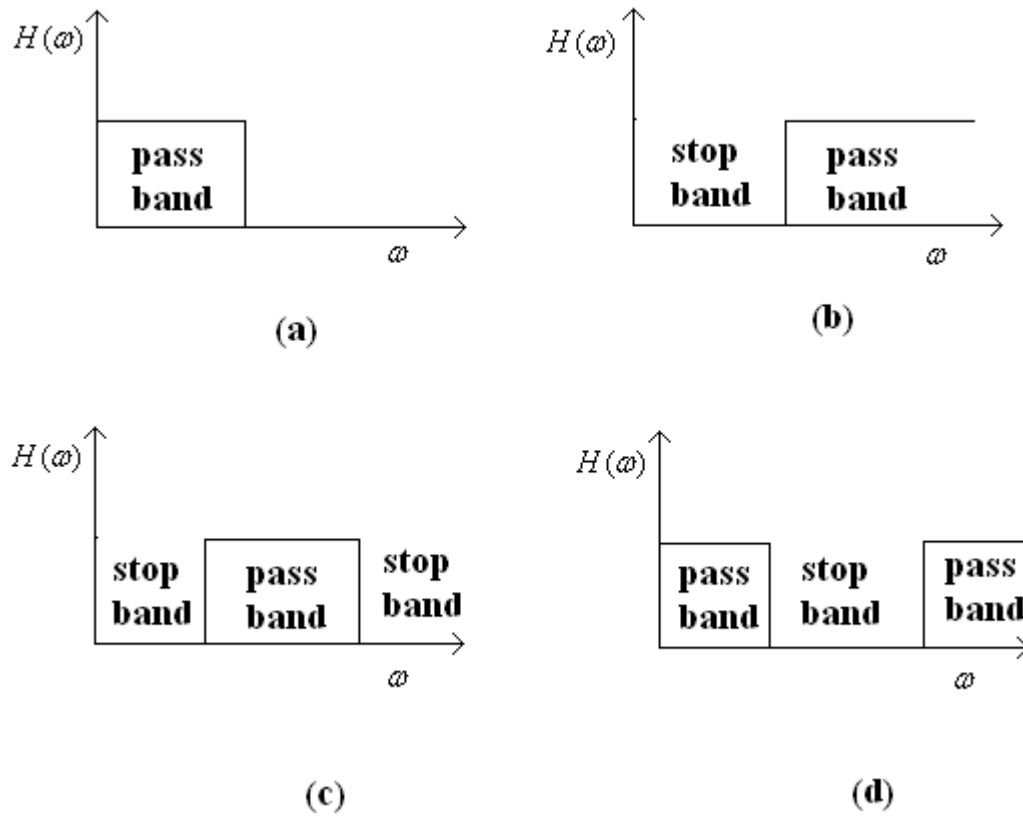 H(ω)
pass
band
ω
(a)
H(ω)
stop
band
pass
band
ω
(b)
H(ω)
stop
band
pass
band
stop
band
ω
(c)
H(ω)
pass
band
stop
band
pass
band
ω
(d)